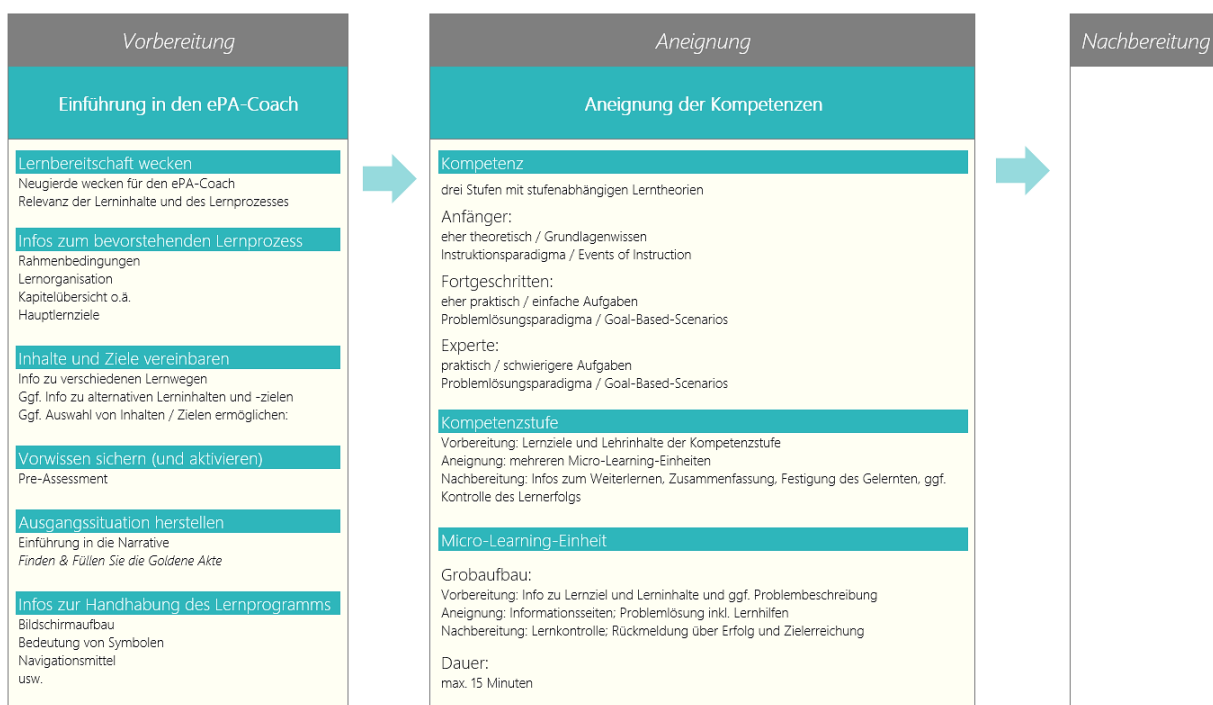 Vorbereitung
Einführung in den ePA-Coach
Lernbereitschaft wecken
Neugierde wecken für den ePA-Coach
Relevanz der Lerninhalte und des Lernprozesses
Infos zum bevorstehenden Lernprozess
Rahmenbedingungen
Lernorganisation
Kapitelübersicht o.ä.
Hauptlernziele
Inhalte und Ziele vereinbaren
Info zu verschiedenen Lernwegen
Ggf. Info zu alternativen Lerninhalten und -zielen
Ggf. Auswahl von Inhalten / Zielen ermöglichen:
Vorwissen sichern (und aktivieren)
Pre-Assessment
Ausgangssituation herstellen
Einführung in die Narrative
Finden & Füllen Sie die Goldene Akte
Infos zur Handhabung des Lernprogramms
Bildschirmaufbau
Bedeutung von Symbolen
Navigationsmittel
usw.
Aneignung
Aneignung der Kompetenzen
Kompetenz
drei Stufen mit stufenabhängigen Lerntheorien
Anfänger:
eher theoretisch / Grundlagenwissen
Instruktionsparadigma / Events of Instruction
Fortgeschritten:
eher praktisch / einfache Aufgaben
Problemlösungsparadigma / Goal-Based-Scenarios
Experte:
praktisch / schwierigere Aufgaben
Problemlösungsparadigma / Goal-Based-Scenarios
Kompetenzstufe
Vorbereitung: Lernziele und Lehrinhalte der Kompetenzstufe
Aneignung: mehreren Micro-Learning-Einheiten
Nachbereitung: Infos zum Weiterlernen, Zusammenfassung, Festigung des Gelernten, ggf.
Kontrolle des Lernerfolgs
Micro-Learning-Einheit
Grobaufbau:
Vorbereitung: Info zu Lernziel und Lerninhalte und ggf. Problembeschreibung
Aneignung: Informationsseiten; Problemlösung inkl. Lernhilfen
Nachbereitung: Lernkontrolle; Rückmeldung über Erfolg und Zielerreichung
Dauer:
max. 15 Minuten
Nachbereitung